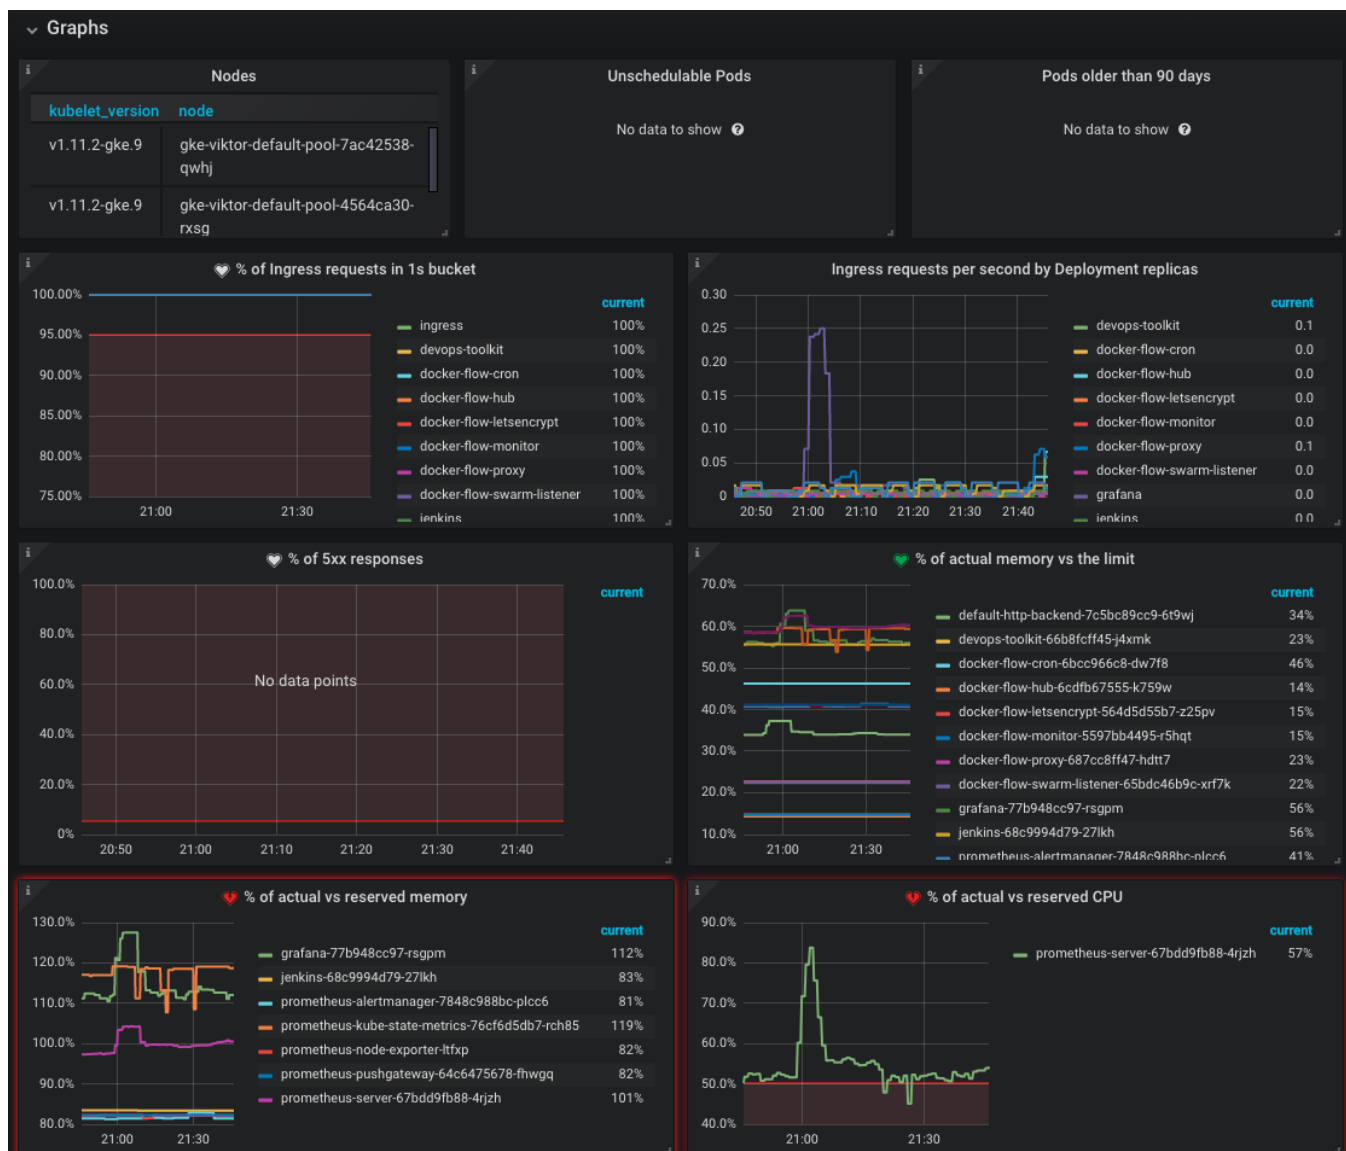 Graphs
Nodes
kubelet_version node
v1.11.2-gke.9 gke-viktor-default-pool-7ac42538-
qwhj
v1.11.2-gke.9 gke-viktor-default-pool-4564ca30-
rxsg
Unschedulable Pods
No data to show
Pods older than 90 days
No data to show
% of Ingress requests in 1s bucket
100.00%
95.00%
90.00%
85.00%
80.00%
75.00%
21:00 21:30
current
ingress 100%
devops-toolkit 100%
docker-flow-cron 100%
docker-flow-hub 100%
docker-flow-letsencrypt 100%
docker-flow-monitor 100%
docker-flow-proxy 100%
docker-flow-swarm-listener 100%
jenkins 100%
Ingress requests per second by Deployment replicas
0.30
0.25
0.20
0.15
0.10
0.05
0
20:50 21:00 21:10 21:20 21:30 21:40
current
devops-toolkit 0.1
docker-flow-cron 0.0
docker-flow-hub 0.0
docker-flow-letsencrypt 0.0
docker-flow-monitor 0.0
docker-flow-proxy 0.1
docker-flow-swarm-listener 0.0
grafana 0.0
jenkins 0.0
% of 5xx responses
100.0%
80.0%
60.0%
40.0%
20.0%
0%
No data points
20:50 21:00 21:10 21:20 21:30 21:40
current
% of actual memory vs the limit
70.0%
60.0%
50.0%
40.0%
30.0%
20.0%
10.0%
21:00 21:30
current
default-http-backend-7c5bc89cc9-6t9wj 34%
devops-toolkit-66b8fcff45-j4xmk 23%
docker-flow-cron-6bcc966c8-dw7f8 46%
docker-flow-hub-6cdfb67555-k759w 14%
docker-flow-letsencrypt-564d5d55b7-z25pv 15%
docker-flow-monitor-5597bb4495-r5hqt 15%
docker-flow-proxy-687cc8ff47-hdtt7 23%
docker-flow-swarm-listener-65bdc46b9c-xrf7k 22%
grafana-77b948cc97-rsgpm 56%
jenkins-68c9994d79-27lkh 56%
prometheus-alertmanager-7848c988bc-plcc6 41%
% of actual vs reserved memory
130.0%
120.0%
110.0%
100.0%
90.0%
80.0%
21:00 21:30
current
grafana-77b948cc97-rsgpm 112%
jenkins-68c9994d79-27lkh 83%
prometheus-alertmanager-7848c988bc-plcc6 81%
prometheus-kube-state-metrics-76cf6d5db7-rch85 119%
prometheus-node-exporter-ltfxp 82%
prometheus-pushgateway-64c6475678-fhwgq 82%
prometheus-server-67bdd9fb88-4rjzh 101%
% of actual vs reserved CPU
90.0%
80.0%
70.0%
60.0%
50.0%
40.0%
21:00 21:30
current
prometheus-server-67bdd9fb88-4rjzh 57%